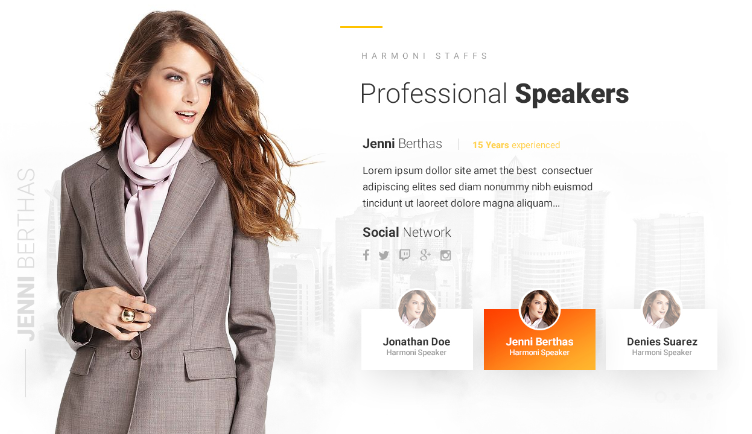 HARMONI STAFFS
Professional Speakers
JENNI BERTHAS
Jenni Berthas
15 Years experienced
Lorem ipsum dollor site amet the best consectuer
adipiscing elites sed diam nonummy nibh euismod
tincidunt ut laoreet dolore magna aliquam...
Social Network
Jonathan Doe
Harmoni Speaker
Jenni Berthas
Harmoni Speaker
Denies Suarez
Harmoni Speaker